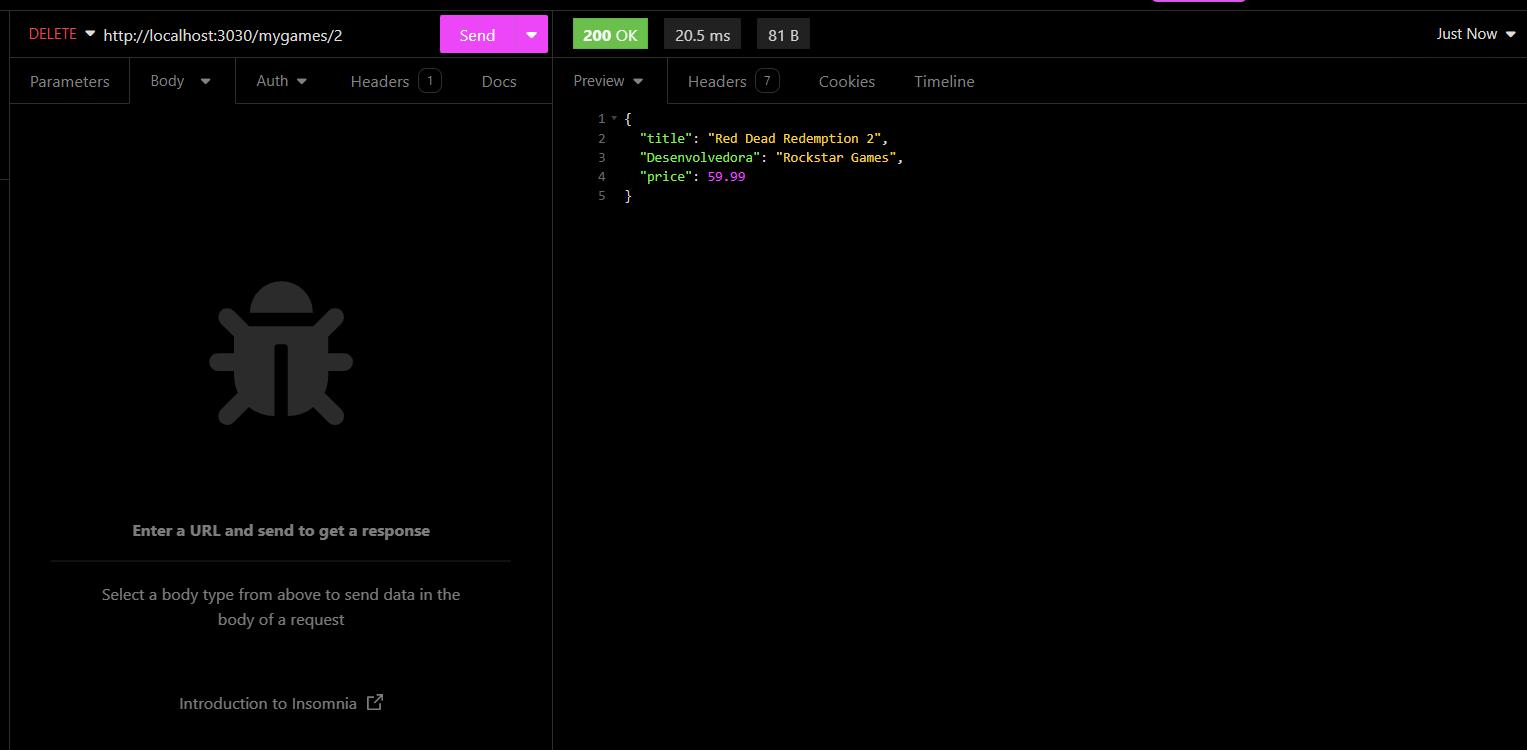 DELETE http://localhost:3030/mygames/2 Send 200 OK 20.5 ms 81 B Just Now
Parameters Body Auth Headers 1 Docs Preview Headers 7 Cookies Timeline
1 {
2 "title": "Red Dead Redemption 2",
3 "Desenvolvedora": "Rockstar Games",
4 "price": 59.99
5 }
Enter a URL and send to get a response
Select a body type from above to send data in the
body of a request
Introduction to Insomnia